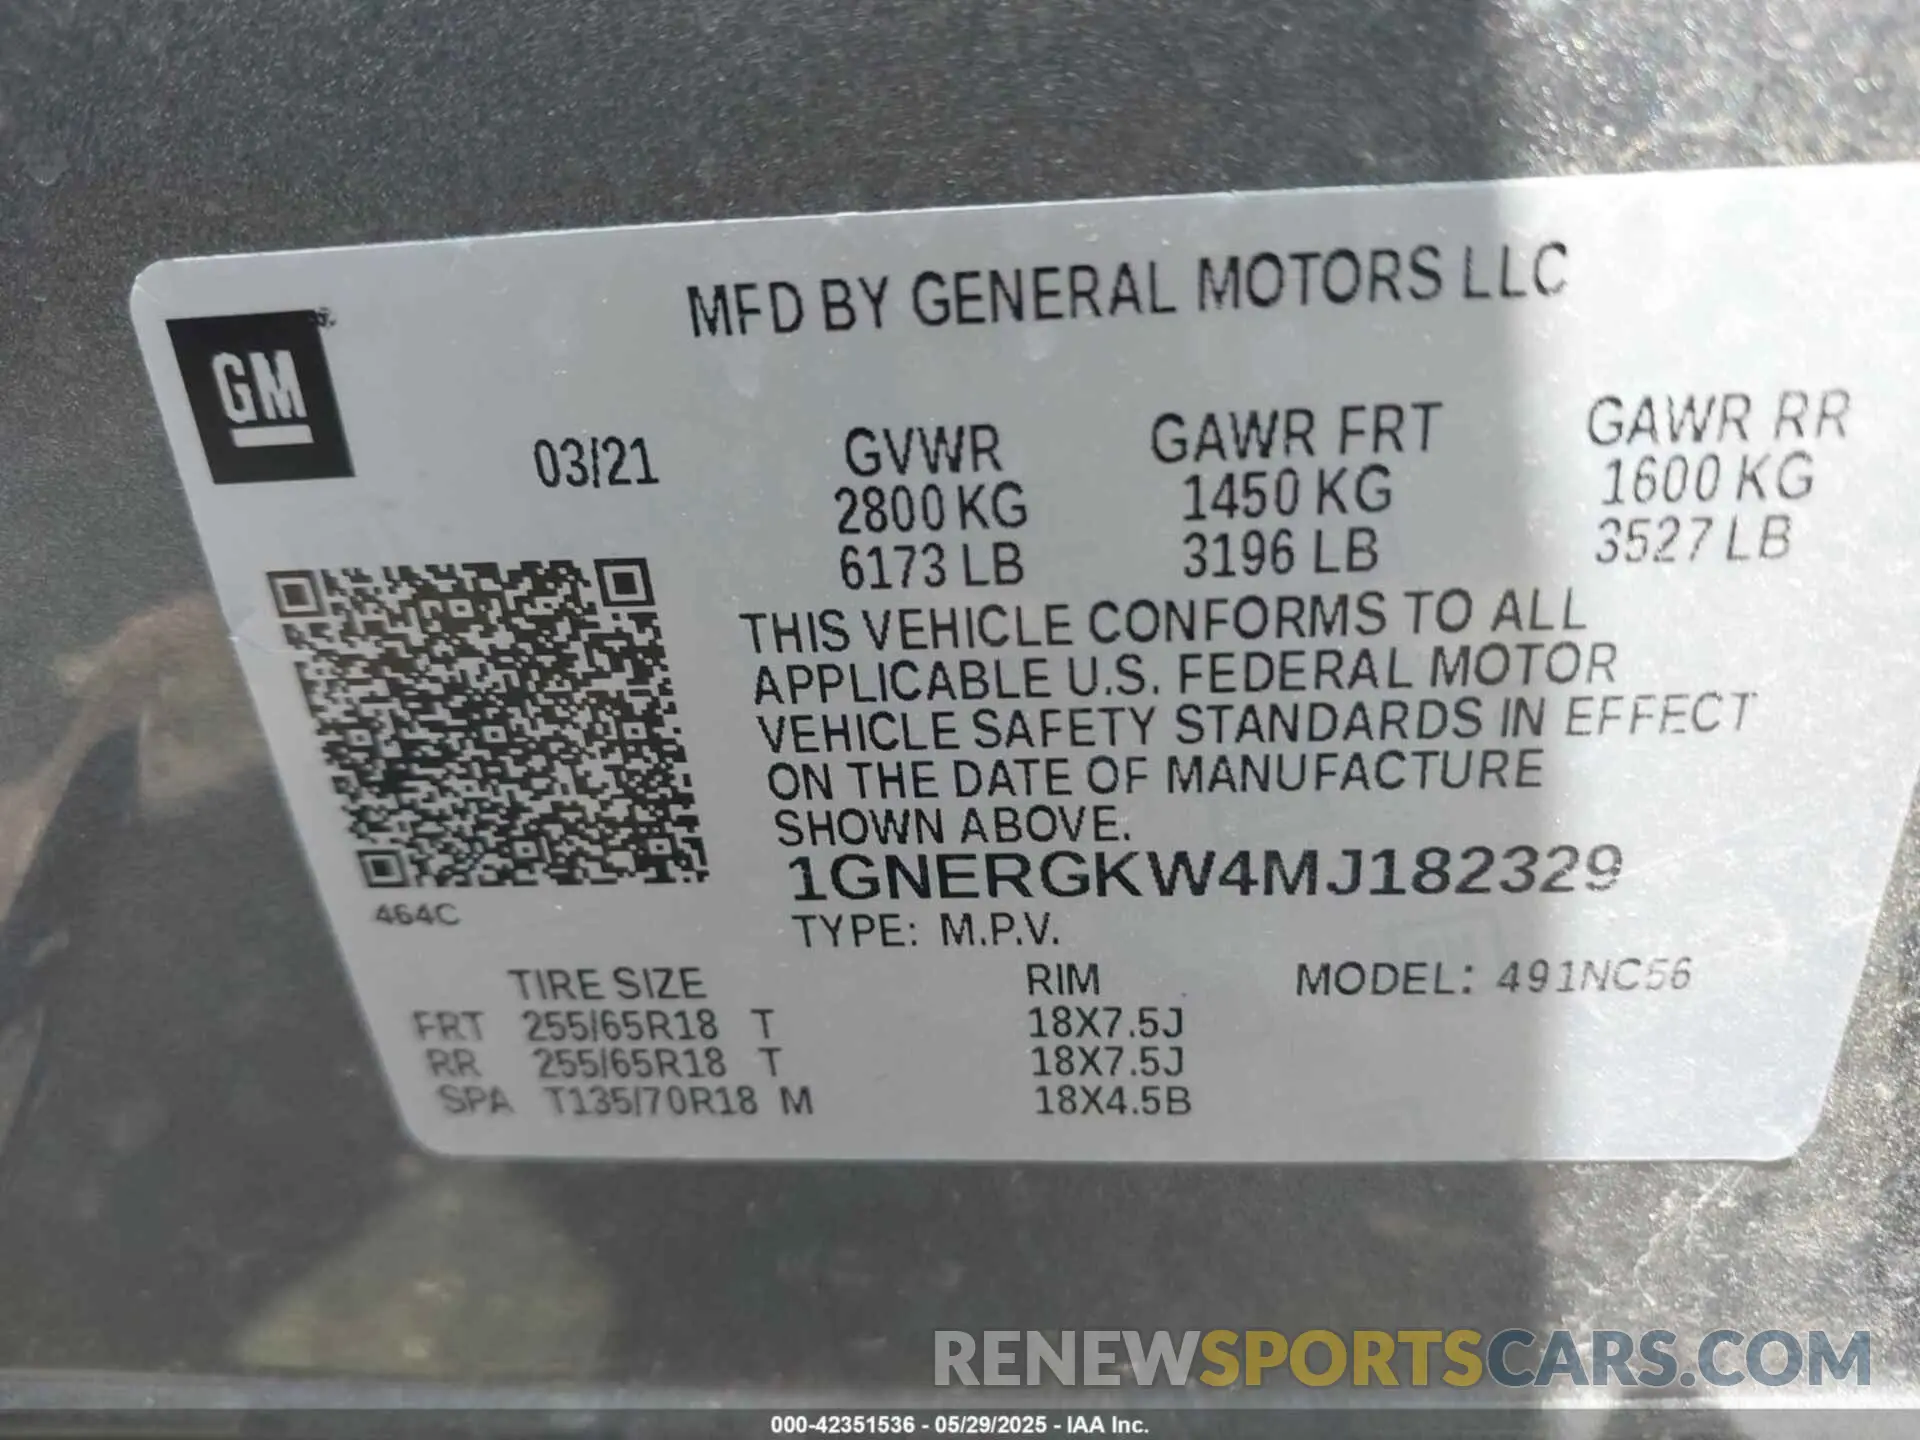 MFD BY GENERAL MOTORS LLC
GM
03/21
GVWR
2800 KG
6173 LB
GAWR FRT
1450 KG
3196 LB
GAWR RR
1600 KG
3527 LB
THIS VEHICLE CONFORMS TO ALL
APPLICABLE U.S. FEDERAL MOTOR
VEHICLE SAFETY STANDARDS IN EFFECT
ON THE DATE OF MANUFACTURE
SHOWN ABOVE.
1GNERGKW4MJ182329
464C
TYPE: M.P.V.
TIRE SIZE RIM MODEL: 491NC56
FRT 255/65R18 T 18X7.5J
RR 255/65R18 T 18X7.5J
SPA T135/70R18 M 18X4.5B
RENEWSPORTSCARS.COM
000-42351536 - 05/29/2025 - IAA Inc.